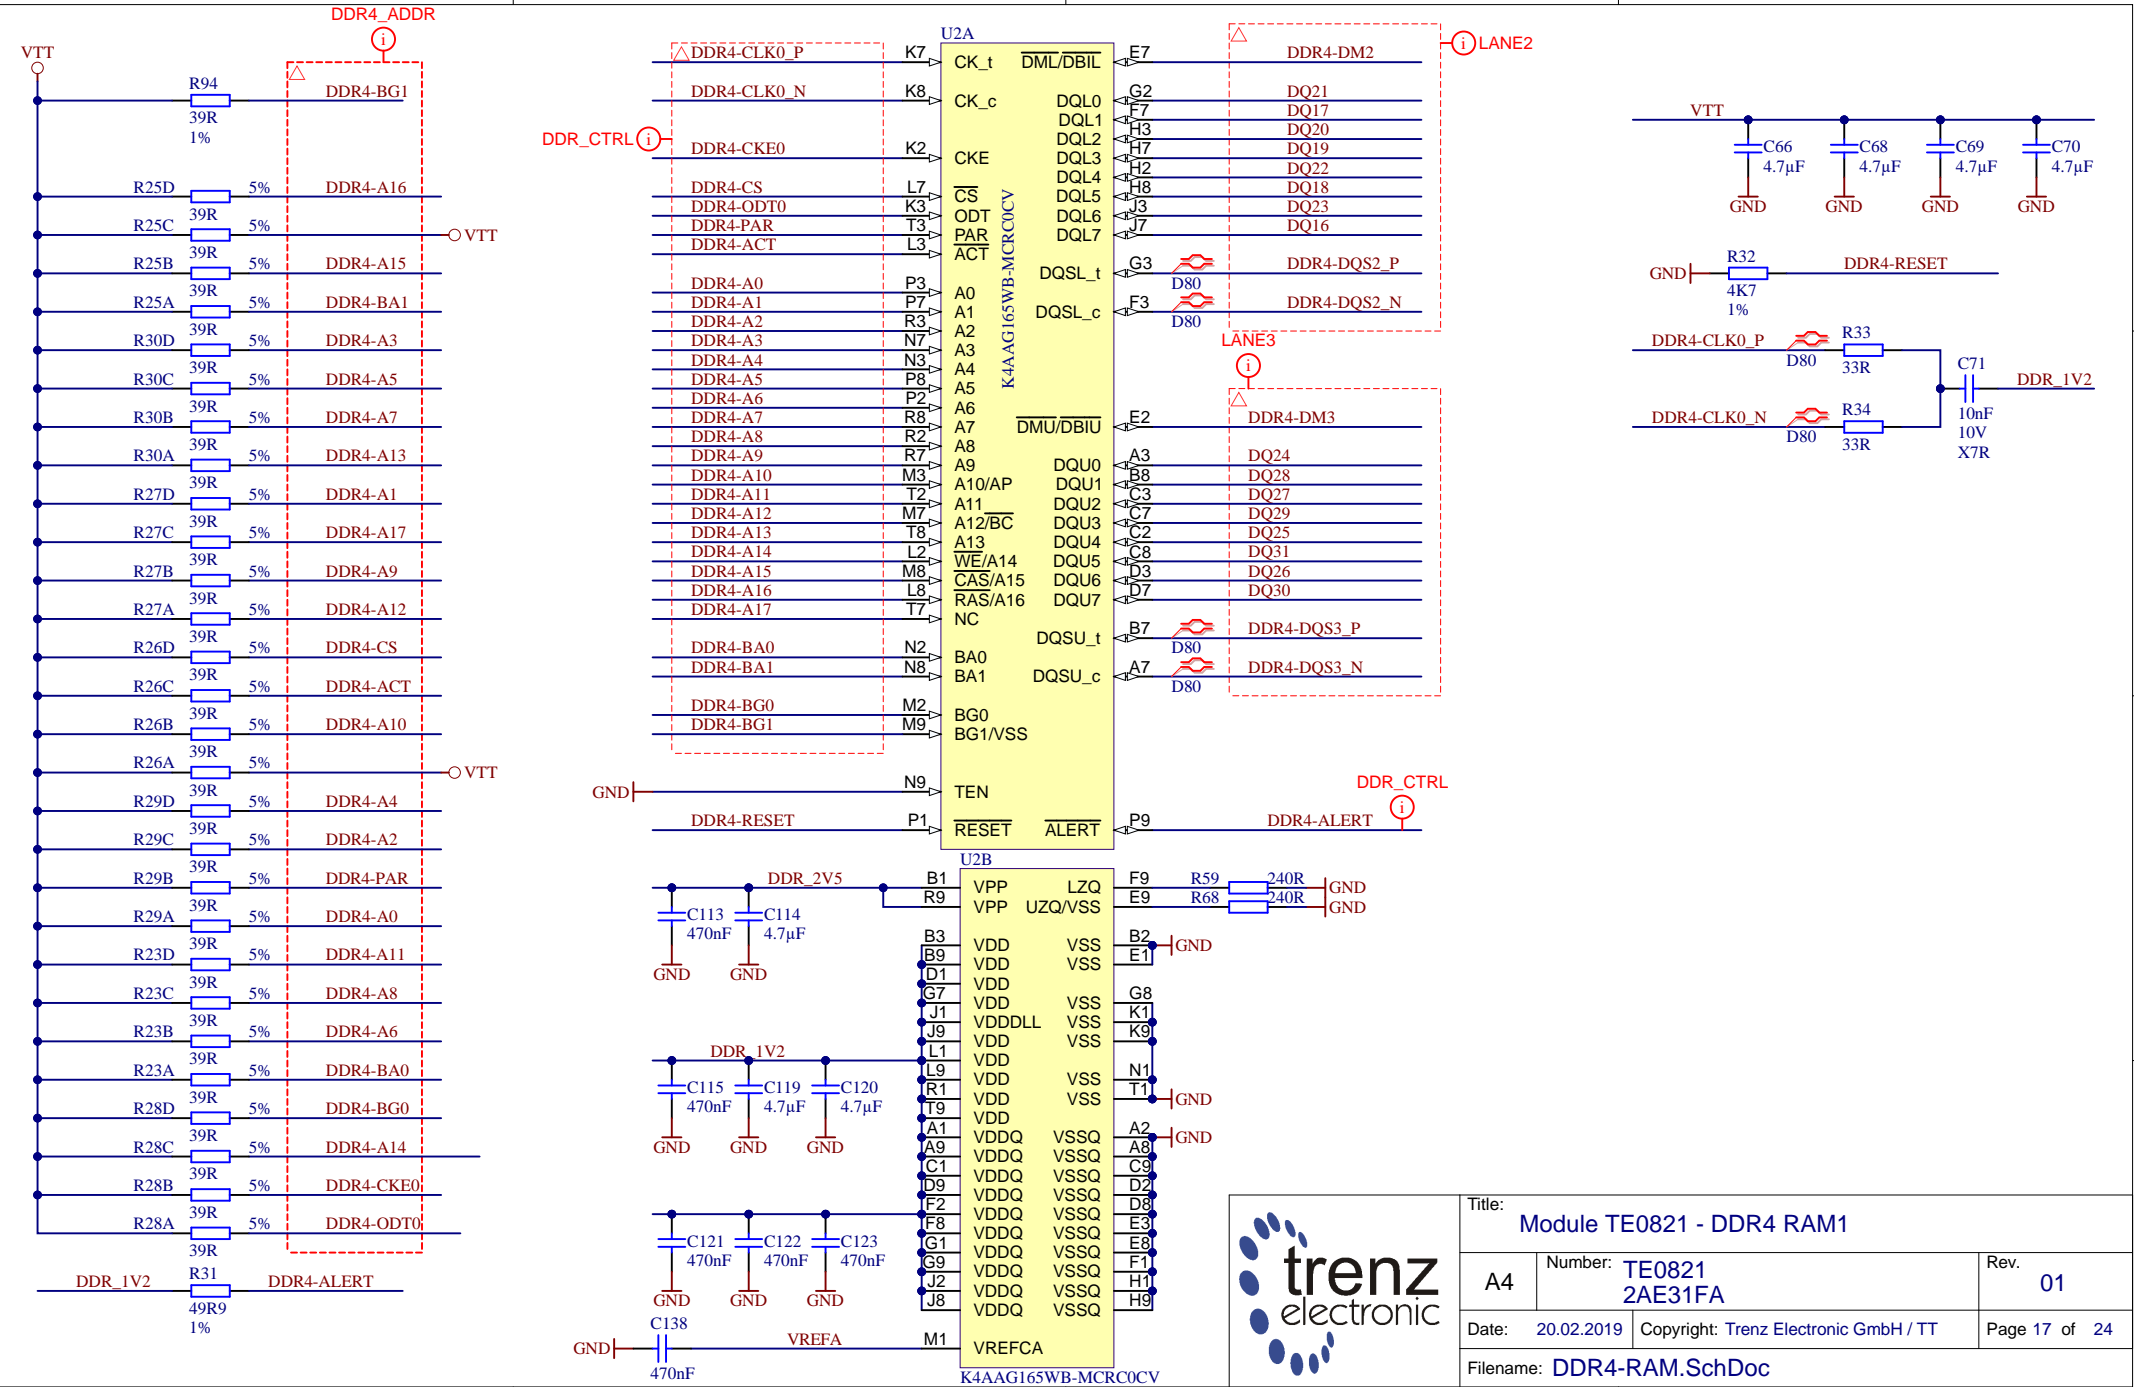 DDR4_ADDR
i
VTT
R94
39R
1%
DDR4-BG1
R25D 5% DDR4-A16
39R
R25C 5% VTT
39R
R25B 5% DDR4-A15
39R
R25A 5% DDR4-BA1
39R
R30D 5% DDR4-A3
39R
R30C 5% DDR4-A5
39R
R30B 5% DDR4-A7
39R
R30A 5% DDR4-A13
39R
R27D 5% DDR4-A1
39R
R27C 5% DDR4-A17
39R
R27B 5% DDR4-A9
39R
R27A 5% DDR4-A12
39R
R26D 5% DDR4-CS
39R
R26C 5% DDR4-ACT
39R
R26B 5% DDR4-A10
39R
R26A 5% VTT
39R
R29D 5% DDR4-A4
39R
R29C 5% DDR4-A2
39R
R29B 5% DDR4-PAR
39R
R29A 5% DDR4-A0
39R
R23D 5% DDR4-A11
39R
R23C 5% DDR4-A8
39R
R23B 5% DDR4-A6
39R
R23A 5% DDR4-BA0
39R
R28D 5% DDR4-BG0
39R
R28C 5% DDR4-A14
39R
R28B 5% DDR4-CKE0
39R
R28A 5% DDR4-ODT0
39R
DDR_1V2 R31 DDR4-ALERT
49R9
1%
U2A
DDR_CTRL i
K4AAG165WB-MCRC0CV
DDR4-CLK0_P K7 CK_t
DDR4-CLK0_N K8 CK_c
DDR4-CKE0 K2 CKE
DDR4-CS L7 CS
DDR4-ODT0 K3 ODT
DDR4-PAR T3 PAR
DDR4-ACT L3 ACT
DDR4-A0 P3 A0
DDR4-A1 P7 A1
DDR4-A2 R3 A2
DDR4-A3 N7 A3
DDR4-A4 N3 A4
DDR4-A5 P8 A5
DDR4-A6 P2 A6
DDR4-A7 R8 A7
DDR4-A8 R2 A8
DDR4-A9 R7 A9
DDR4-A10 M3 A10/AP
DDR4-A11 T2 A11
DDR4-A12 M7 A12/BC
DDR4-A13 T8 A13
DDR4-A14 L2 WE/A14
DDR4-A15 M8 CAS/A15
DDR4-A16 L8 RAS/A16
DDR4-A17 T7 NC
DDR4-BA0 N2 BA0
DDR4-BA1 N8 BA1
DDR4-BG0 M2 BG0
DDR4-BG1 M9 BG1/VSS
GND N9 TEN
DDR4-RESET P1 RESET
i LANE2
DML/DBIL E7 DDR4-DM2
DQL0 G2 DQ21
DQL1 F7 DQ17
DQL2 H3 DQ20
DQL3 H7 DQ19
DQL4 H2 DQ22
DQL5 H8 DQ18
DQL6 J3 DQ23
DQL7 J7 DQ16
DQSL_t G3 D80 DDR4-DQS2_P
DQSL_c F3 D80 DDR4-DQS2_N
LANE3
i
DMU/DBIU E2 DDR4-DM3
DQU0 A3 DQ24
DQU1 B8 DQ28
DQU2 C3 DQ27
DQU3 C7 DQ29
DQU4 C2 DQ25
DQU5 C8 DQ31
DQU6 D3 DQ26
DQU7 D7 DQ30
DQSU_t B7 D80 DDR4-DQS3_P
DQSU_c A7 D80 DDR4-DQS3_N
DDR_CTRL
i
ALERT P9 DDR4-ALERT
U2B
DDR_2V5 B1 VPP
R9 VPP
C113 C114
470nF 4.7µF
GND GND
B3 VDD
B9 VDD
D1 VDD
G7 VDD
J1 VDDDLL
J9 VDD
DDR_1V2 L1 VDD
L9 VDD
R1 VDD
T9 VDD
C115 C119 C120
470nF 4.7µF 4.7µF
GND GND GND
A1 VDDQ
A9 VDDQ
C1 VDDQ
D9 VDDQ
F2 VDDQ
F8 VDDQ
G1 VDDQ
G9 VDDQ
J2 VDDQ
J8 VDDQ
C121 C122 C123
470nF 470nF 470nF
GND GND GND
C138
GND VREFA M1 VREFCA
470nF
LZQ F9 R59 240R GND
UZQ/VSS E9 R68 240R GND
VSS B2 GND
VSS E1
VSS G8
VSS K1
VSS K9
VSS N1
VSS T1 GND
VSSQ A2 GND
VSSQ A8
VSSQ C9
VSSQ D2
VSSQ D8
VSSQ E3
VSSQ E8
VSSQ F1
VSSQ H1
VSSQ H9
K4AAG165WB-MCRC0CV
VTT
C66 C68 C69 C70
4.7µF 4.7µF 4.7µF 4.7µF
GND GND GND GND
GND R32 DDR4-RESET
4K7
1%
DDR4-CLK0_P D80 R33
33R
C71 DDR_1V2
10nF
10V
X7R
DDR4-CLK0_N D80 R34
33R
trenz
electronic
Title:
Module TE0821 - DDR4 RAM1
A4
Number: TE0821
2AE31FA
Rev.
01
Date: 20.02.2019 Copyright: Trenz Electronic GmbH / TT Page 17 of 24
Filename: DDR4-RAM.SchDoc